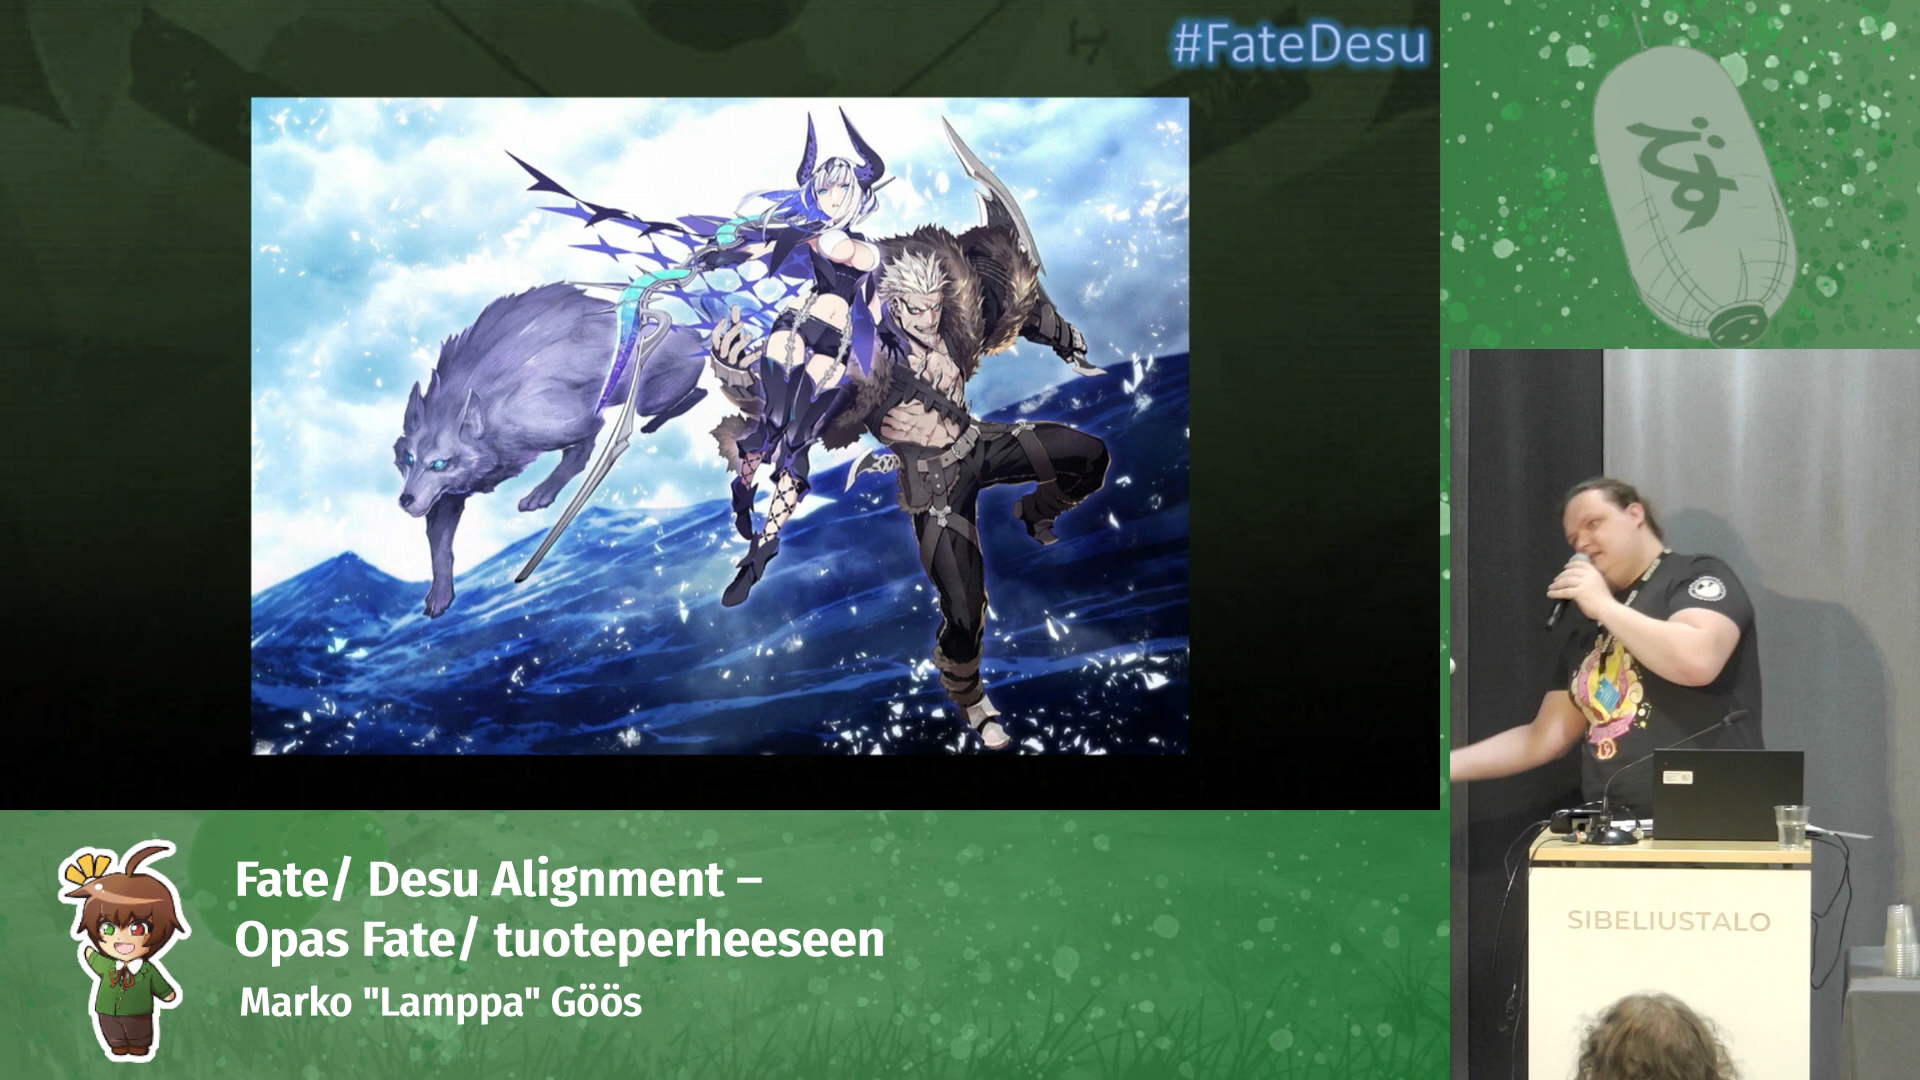 #FateDesu
Fate/ Desu Alignment –
Opas Fate/ tuoteperheeseen
Marko "Lamppa" Göös
SIBELIUSTALO